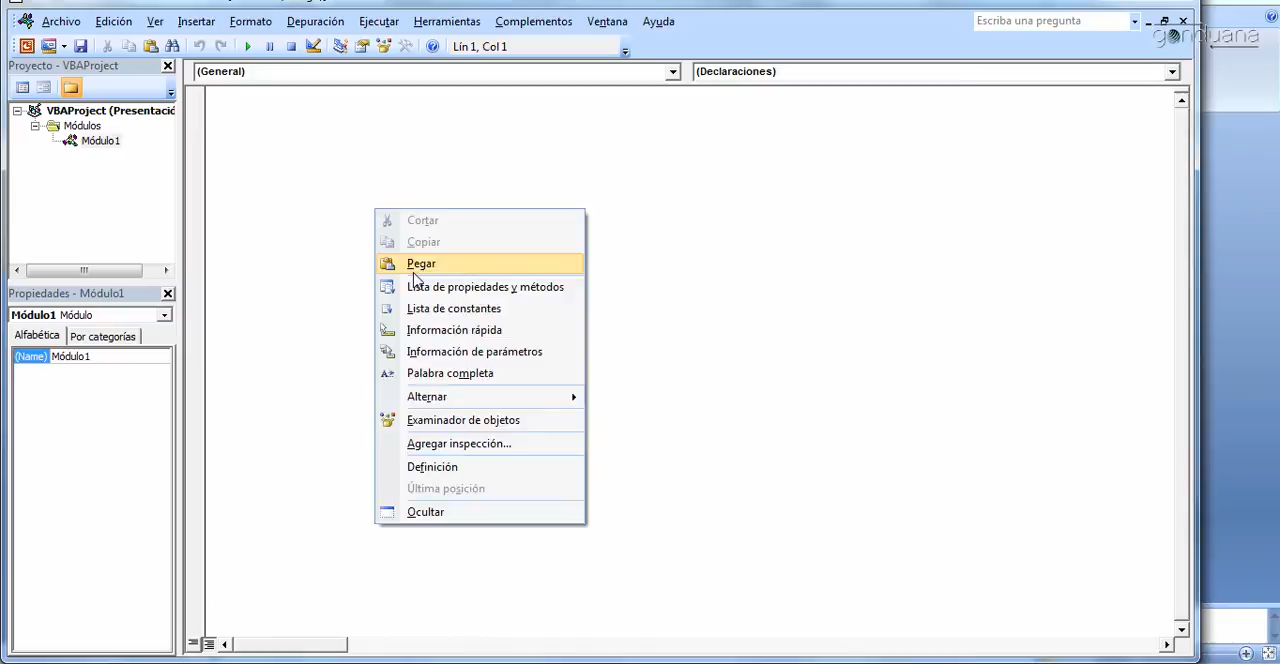 Archivo Edición Ver Insertar Formato Depuración Ejecutar Herramientas Complementos Ventana Ayuda Escriba una pregunta
gonduana
Lín 1, Col 1
Proyecto - VBAProject
(General) (Declaraciones)
VBAProject (Presentació
Módulos
Módulo1
Cortar
Copiar
Pegar
Lista de propiedades y métodos
Lista de constantes
Información rápida
Información de parámetros
Palabra completa
Alternar
Examinador de objetos
Agregar inspección...
Definición
Última posición
Ocultar
Propiedades - Módulo1
Módulo1 Módulo
Alfabética Por categorías
(Name) Módulo1